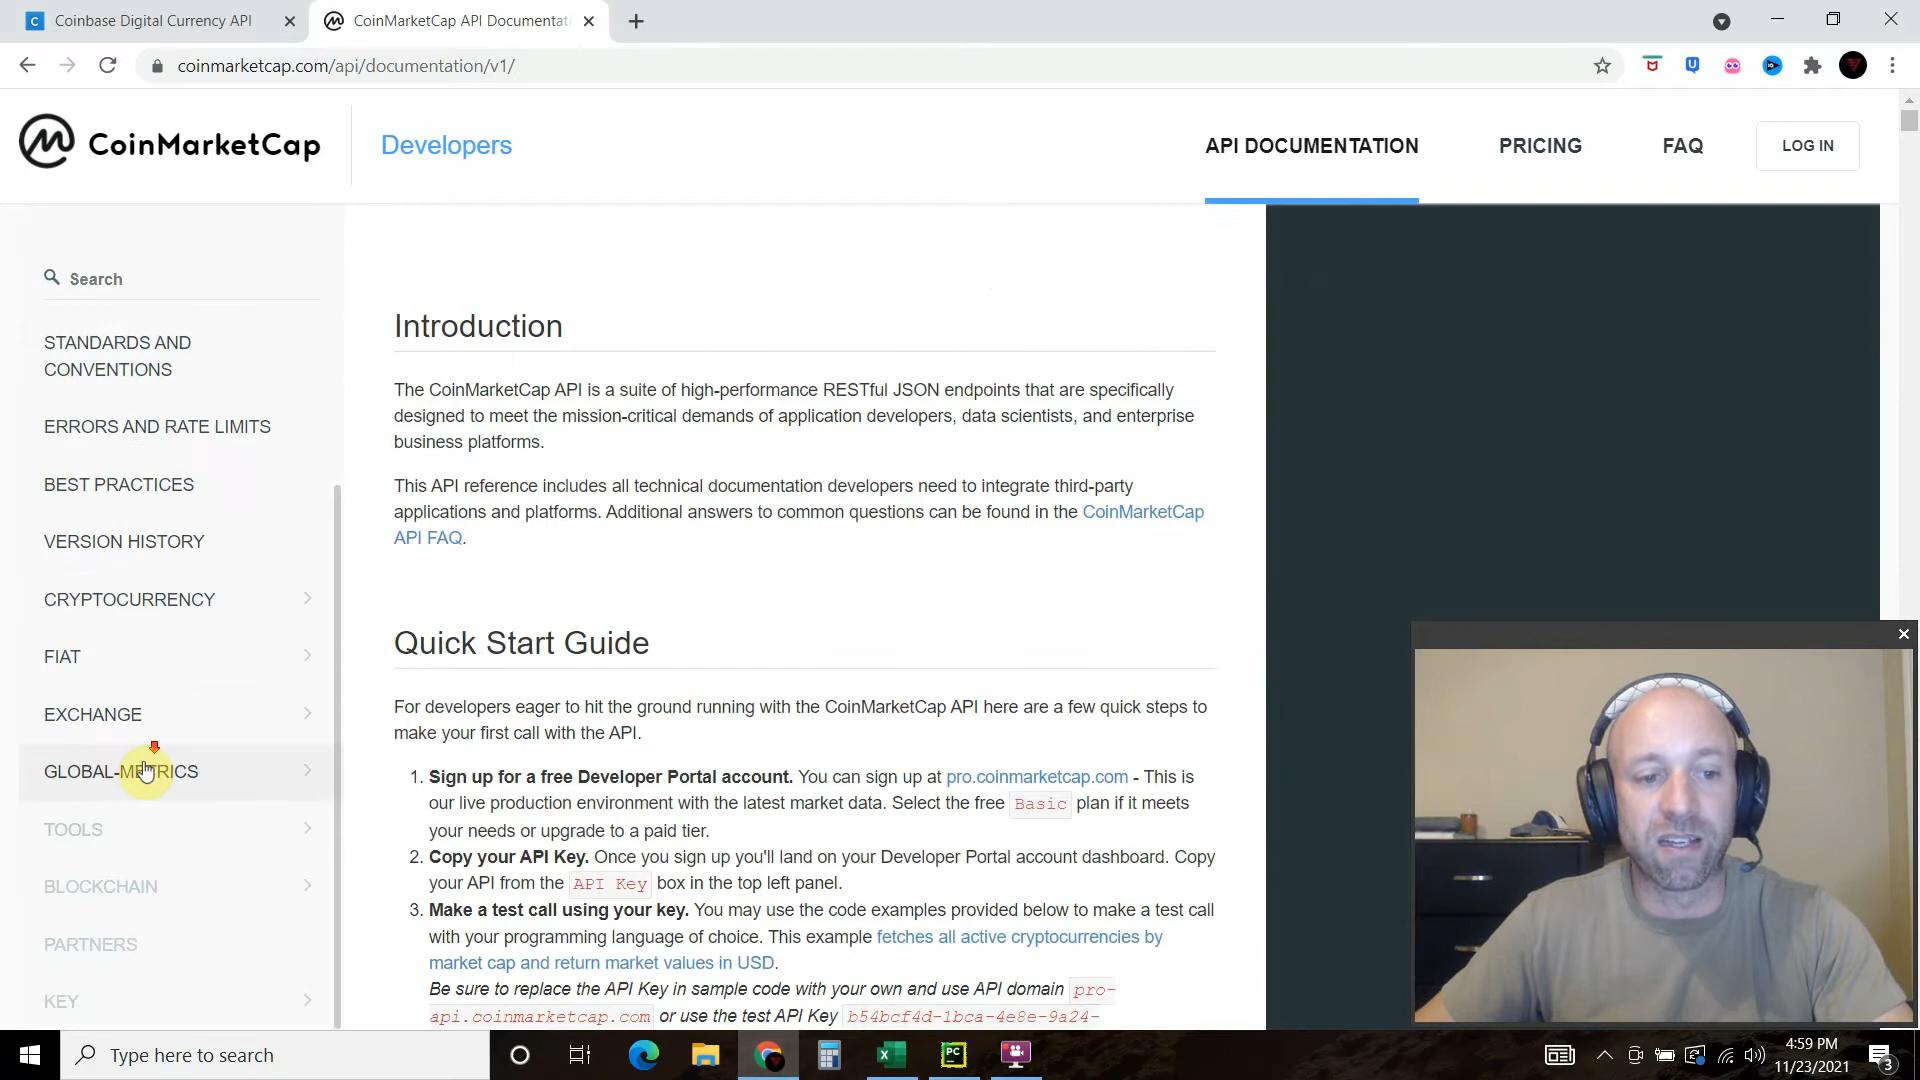 Coinbase Digital Currency API
CoinMarketCap API Documentat
coinmarketcap.com/api/documentation/v1/
CoinMarketCap
Developers
API DOCUMENTATION
PRICING
FAQ
LOG IN
Search
STANDARDS AND
CONVENTIONS
ERRORS AND RATE LIMITS
BEST PRACTICES
VERSION HISTORY
CRYPTOCURRENCY
FIAT
EXCHANGE
GLOBAL-METRICS
TOOLS
BLOCKCHAIN
PARTNERS
KEY
Introduction
The CoinMarketCap API is a suite of high-performance RESTful JSON endpoints that are specifically
designed to meet the mission-critical demands of application developers, data scientists, and enterprise
business platforms.
This API reference includes all technical documentation developers need to integrate third-party
applications and platforms. Additional answers to common questions can be found in the CoinMarketCap
API FAQ.
Quick Start Guide
For developers eager to hit the ground running with the CoinMarketCap API here are a few quick steps to
make your first call with the API.
1. Sign up for a free Developer Portal account. You can sign up at pro.coinmarketcap.com - This is
our live production environment with the latest market data. Select the free Basic plan if it meets
your needs or upgrade to a paid tier.
2. Copy your API Key. Once you sign up you'll land on your Developer Portal account dashboard. Copy
your API from the API Key box in the top left panel.
3. Make a test call using your key. You may use the code examples provided below to make a test call
with your programming language of choice. This example fetches all active cryptocurrencies by
market cap and return market values in USD.
Be sure to replace the API Key in sample code with your own and use API domain pro-
api.coinmarketcap.com or use the test API Key b54bcf4d-1bca-4e8e-9a24-
Type here to search
PC
4:59 PM
11/23/2021
3